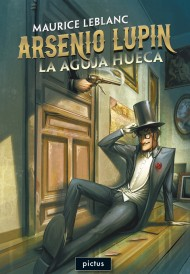 MAURICE LEBLANC
ARSENIO LUPIN
LA AGUJA HUECA
pictus